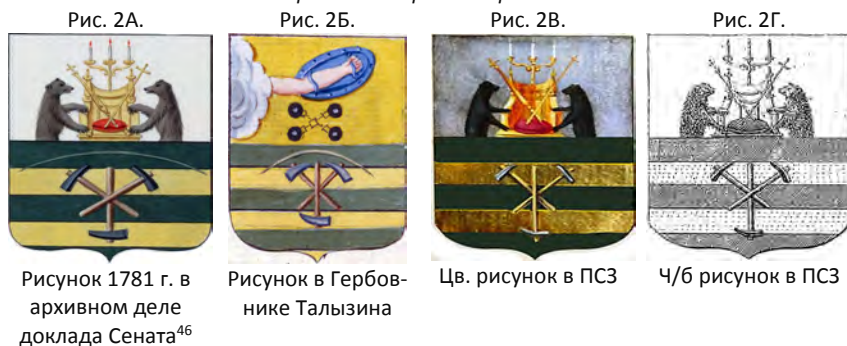 Рис. 2А. Рис. 2Б. Рис. 2В. Рис. 2Г.
Рисунок 1781 г. в
архивном деле
доклада Сената⁴⁶
Рисунок в Гербов-
нике Талызина
Цв. рисунок в ПСЗ
Ч/б рисунок в ПСЗ